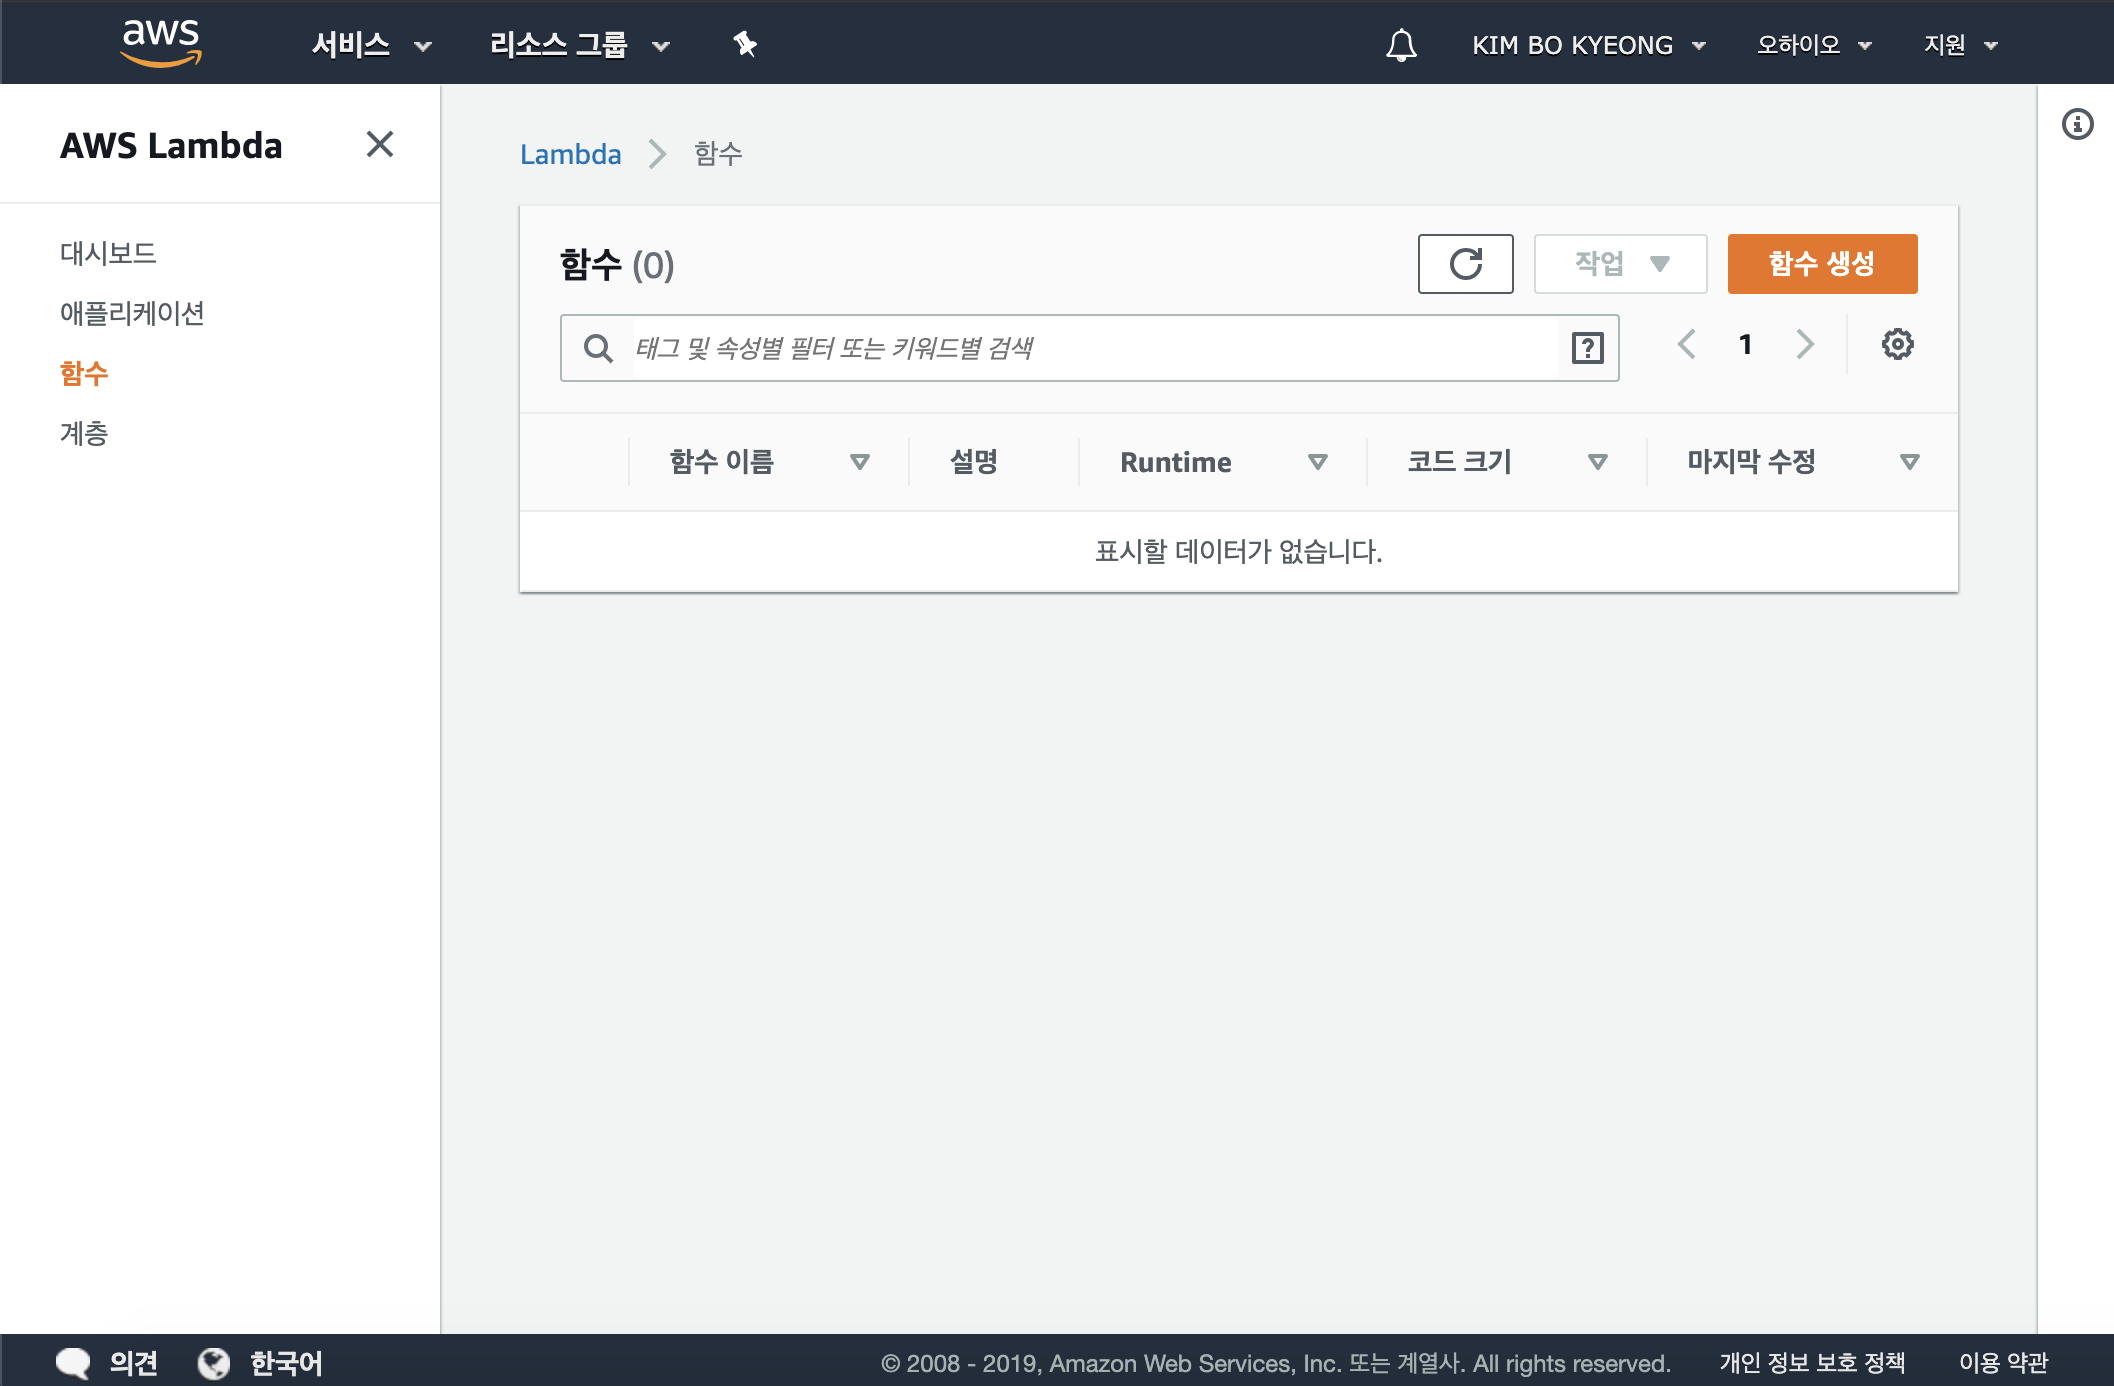 aws 서비스 리소스 그룹 KIM BO KYEONG 오하이오 지원
AWS Lambda
대시보드
애플리케이션
함수
계층
Lambda 함수
함수 (0) 작업 함수 생성
태그 및 속성별 필터 또는 키워드별 검색 ? 1
함수 이름 설명 Runtime 코드 크기 마지막 수정
표시할 데이터가 없습니다.
의견 한국어 © 2008 - 2019, Amazon Web Services, Inc. 또는 계열사. All rights reserved. 개인 정보 보호 정책 이용 약관